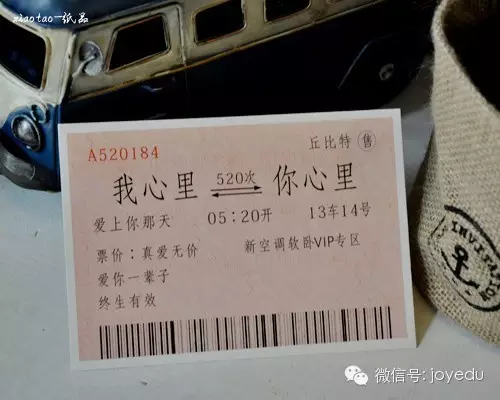 xiaotao-纸品
A520184
丘比特 售
我心里 520次 你心里
爱上你那天 05:20开 13车14号
票价：真爱无价 新空调软卧VIP专区
爱你一辈子
终生有效
微信号: joyedu